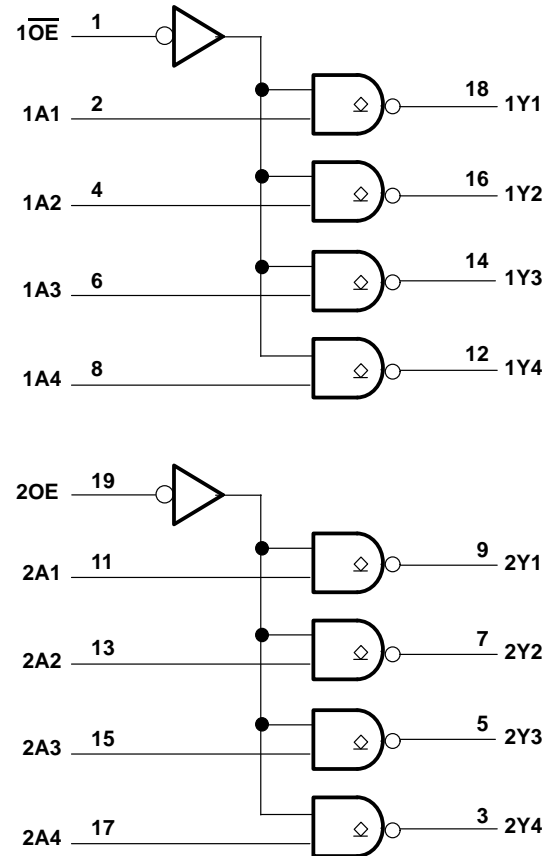 1O̅E̅ 1
1A1 2 18 1Y1
1A2 4 16 1Y2
1A3 6 14 1Y3
1A4 8 12 1Y4
2OE 19
2A1 11 9 2Y1
2A2 13 7 2Y2
2A3 15 5 2Y3
2A4 17 3 2Y4